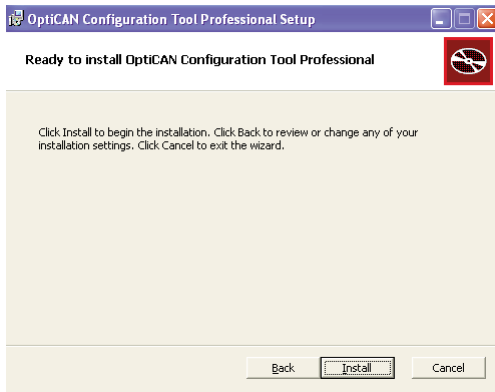 OptiCAN Configuration Tool Professional Setup
Ready to install OptiCAN Configuration Tool Professional
Click Install to begin the installation. Click Back to review or change any of your
installation settings. Click Cancel to exit the wizard.
Back
Install
Cancel